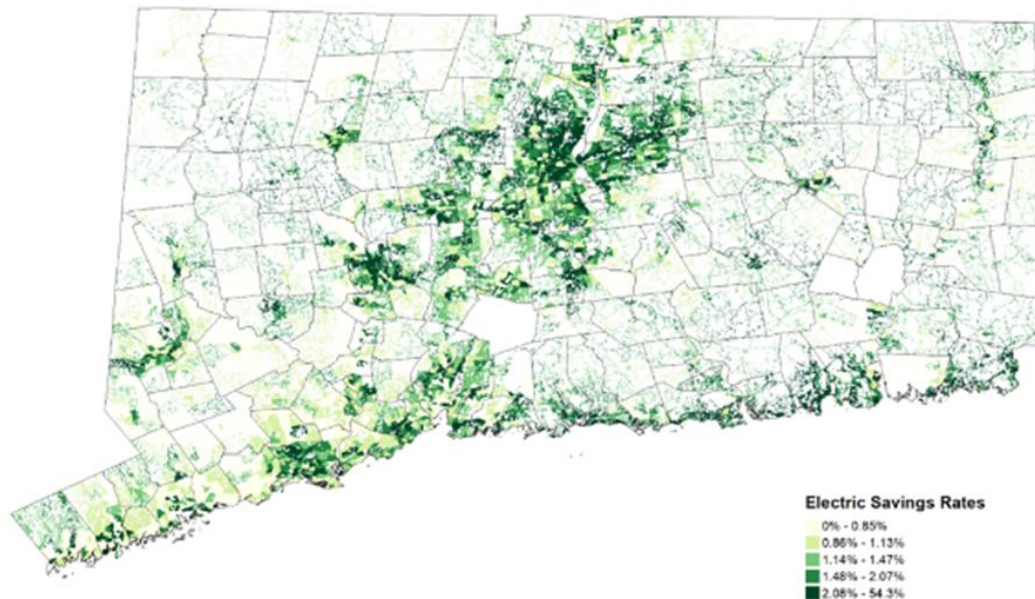 Electric Savings Rates
0% - 0.85%
0.86% - 1.13%
1.14% - 1.47%
1.48% - 2.07%
2.08% - 54.3%